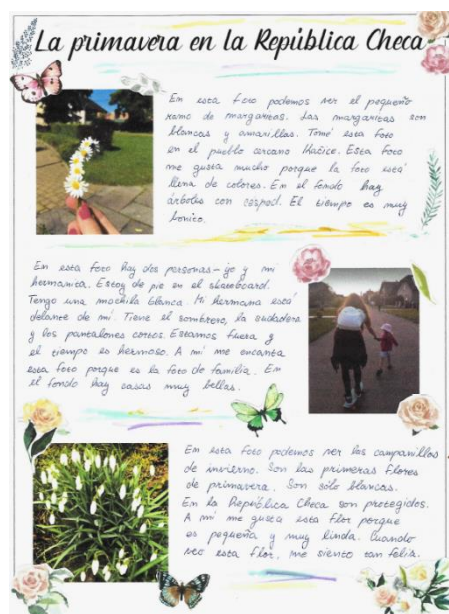 La primavera en la República Checa
En esta foto podemos ver el pequeño
ramo de margaritas. Las margaritas son
blancas y amarillas. Tomé esta foto
en el pueblo cercano Hačice. Esta foto
me gusta mucho porque la foto está
llena de colores. En el fondo hay
árboles con césped. El tiempo es muy
bonito.
En esta foto hay dos personas - yo y mi
hermanita. Estoy de pie en el skateboard.
Tengo una mochila blanca. Mi hermana está
delante de mí. Tiene el sombrero, la sudadera
y los pantalones cortos. Estamos fuera y
el tiempo es hermoso. A mí me encanta
esta foto porque es la foto de familia. En
el fondo hay casas muy bellas.
En esta foto podemos ver las campanillas
de invierno. Son las primeras flores
de primavera. Son sólo blancas.
En la República Checa son protegidos.
A mí me gusta esta flor porque
es pequeña y muy linda. Cuando
veo esta flor, me siento tan feliz.